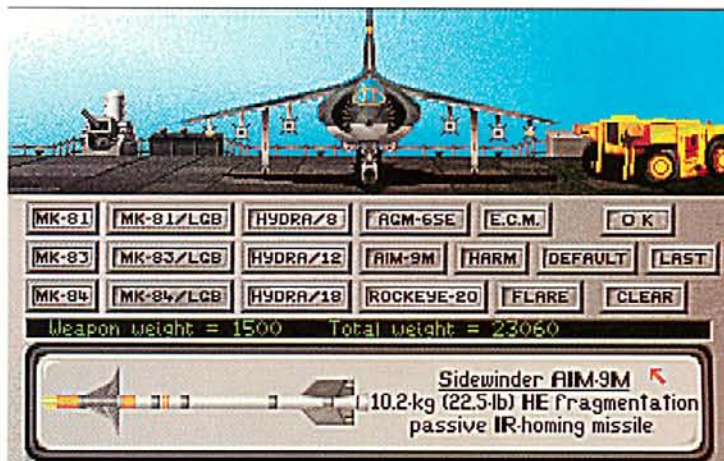 MK-81 MK-81/LGB HYDRA/8 AGM-65E E.C.M. OK
MK-83 MK-83/LGB HYDRA/12 AIM-9M HARM DEFAULT LAST
MK-84 MK-84/LGB HYDRA/18 ROCKEYE-20 FLARE CLEAR
Weapon weight = 1500 Total weight = 23060
Sidewinder AIM-9M
10.2-kg (22.5-lb) HE fragmentation
passive IR-homing missile